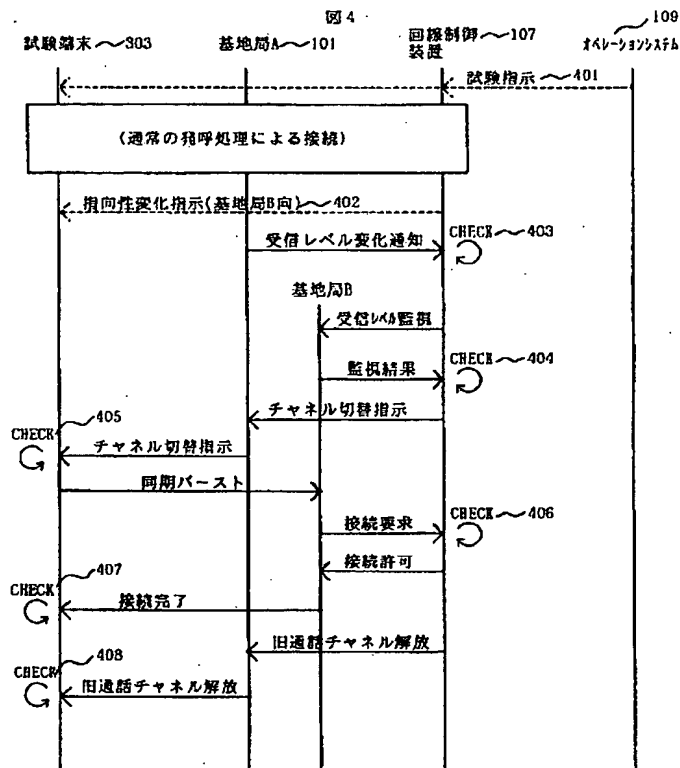 図4
試験端末 303
基地局A 101
回線制御 107
装置
109
オペレーションシステム
試験指示 401
(通常の発呼処理による接続)
指向性変化指示(基地局B向) 402
受信レベル変化通知
CHECK 403
基地局B
受信レベル監視
監視結果
CHECK 404
チャネル切替指示
405
CHECK
チャネル切替指示
同期バースト
接続要求
CHECK 406
接続許可
407
CHECK
接続完了
旧通話チャネル解放
408
CHECK
旧通話チャネル解放